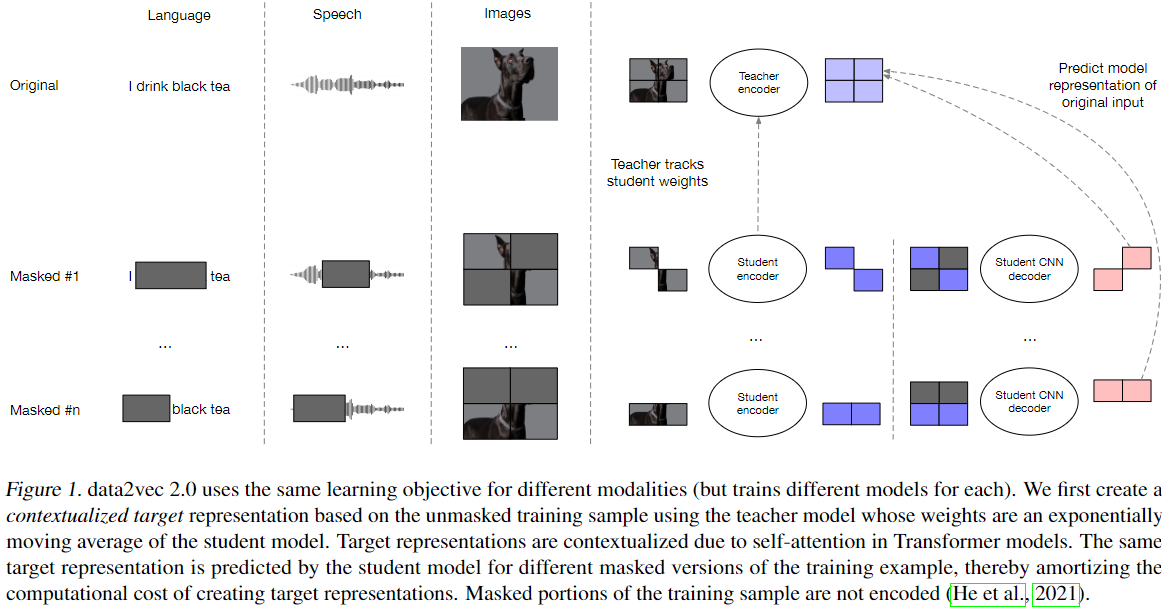 Language
Speech
Images
Original
I drink black tea
Teacher
encoder
Predict model
representation of
original input
Teacher tracks
student weights
Masked #1
I
tea
Student
encoder
Student CNN
decoder
...
...
...
...
...
Masked #n
black tea
Student
encoder
Student CNN
decoder
Figure 1. data2vec 2.0 uses the same learning objective for different modalities (but trains different models for each). We first create a
contextualized target representation based on the unmasked training sample using the teacher model whose weights are an exponentially
moving average of the student model. Target representations are contextualized due to self-attention in Transformer models. The same
target representation is predicted by the student model for different masked versions of the training example, thereby amortizing the
computational cost of creating target representations. Masked portions of the training sample are not encoded (He et al., 2021).